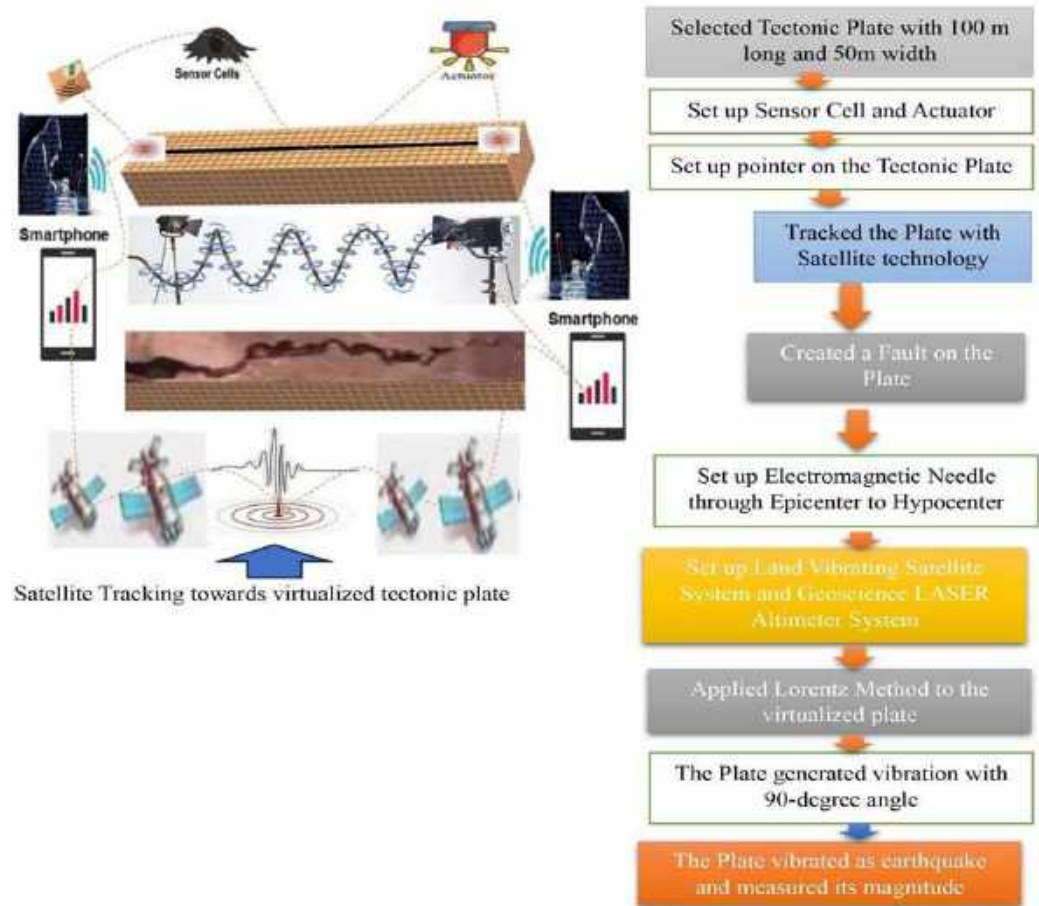 Sensor Cells
Actuator
Smartphone
Smartphone
Satellite Tracking towards virtualized tectonic plate
Selected Tectonic Plate with 100 m
long and 50m width
Set up Sensor Cell and Actuator
Set up pointer on the Tectonic Plate
Tracked the Plate with
Satellite technology
Created a Fault on the
Plate
Set up Electromagnetic Needle
through Epicenter to Hypocenter
Set up Land Vibrating Satellite
System and Geoscience LASER
Altimeter System
Applied Lorentz Method to the
virtualized plate
The Plate generated vibration with
90-degree angle
The Plate vibrated as earthquake
and measured its magnitude